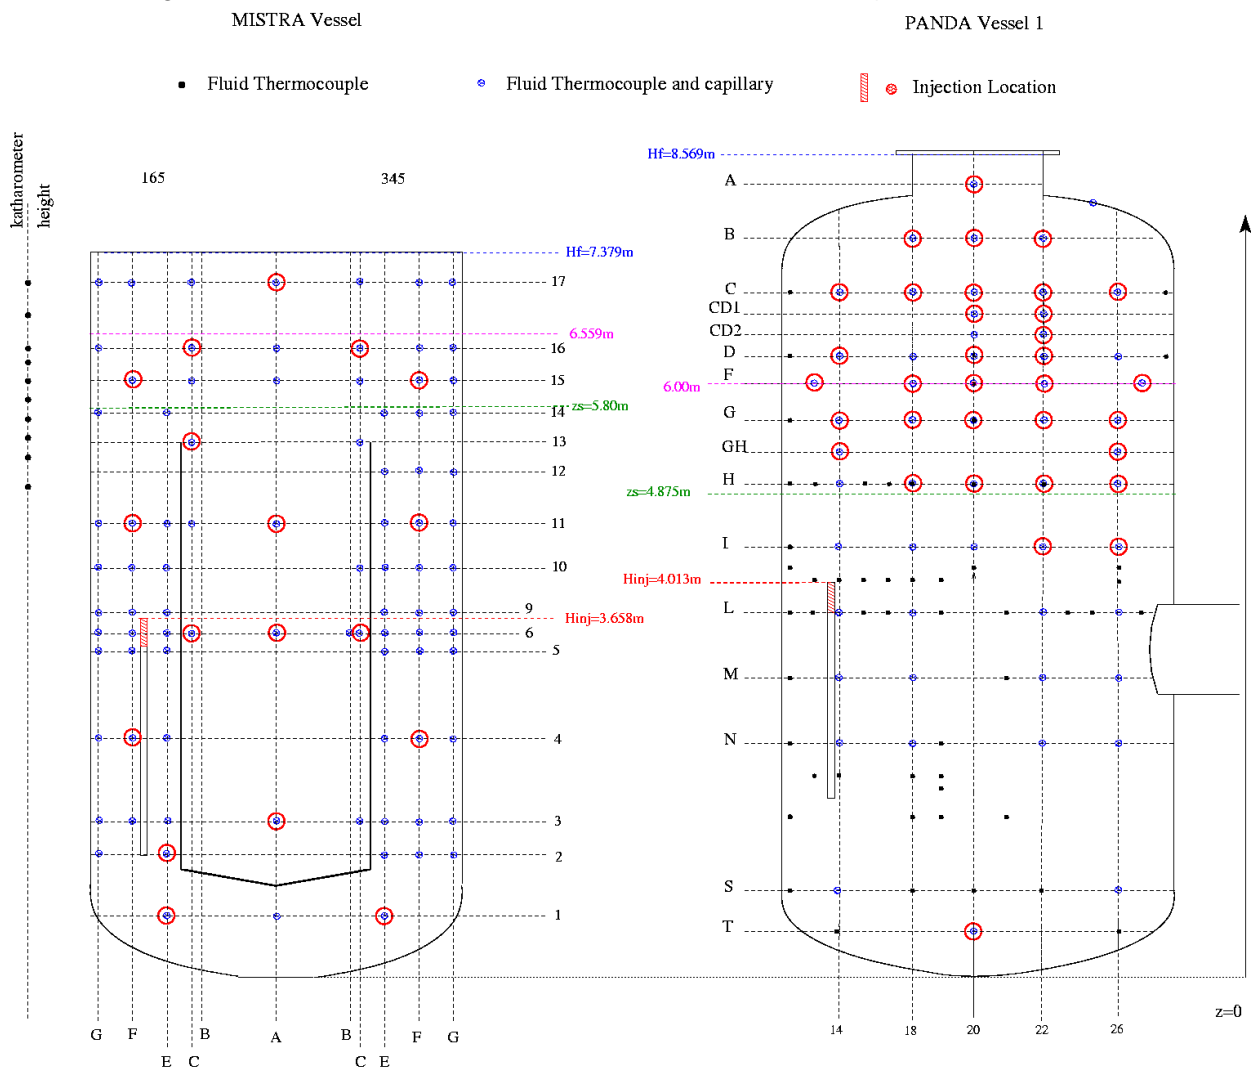 MISTRA Vessel
PANDA Vessel 1
Fluid Thermocouple
Fluid Thermocouple and capillary
Injection Location
katharometer
height
165
345
Hf=7.379m
17
6.559m
16
15
zs=5.80m
14
13
12
11
10
9
Hinj=3.658m
6
5
4
3
2
1
G
F
E
C
B
A
B
C
E
F
G
Hf=8.569m
A
B
C
CD1
CD2
D
F
6.00m
G
GH
H
zs=4.875m
I
Hinj=4.013m
L
M
N
S
T
z=0
14
18
20
22
26